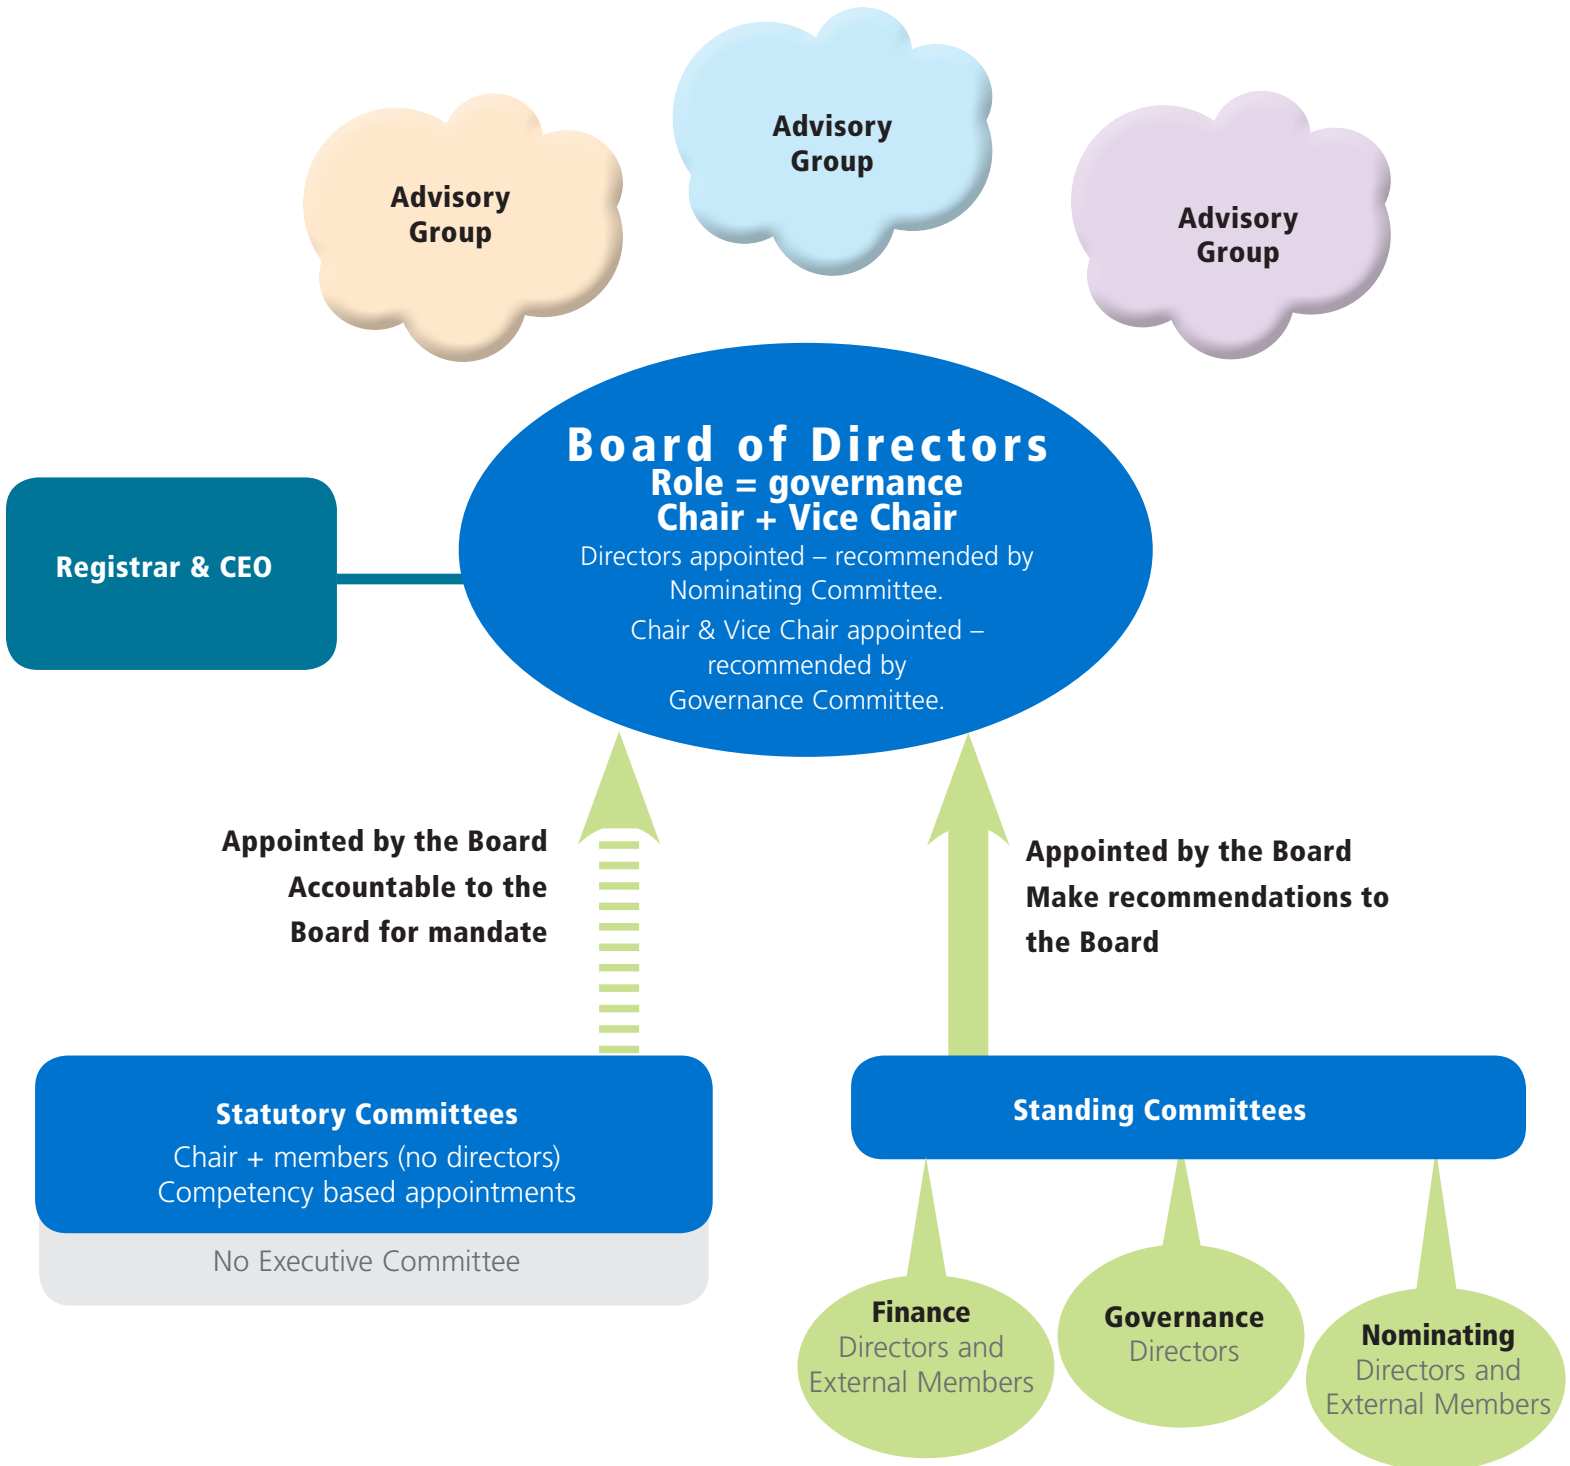 Advisory
Group
Advisory
Group
Advisory
Group
Board of Directors
Role = governance
Chair + Vice Chair
Directors appointed – recommended by
Nominating Committee.
Chair & Vice Chair appointed –
recommended by
Governance Committee.
Registrar & CEO
Appointed by the Board
Accountable to the
Board for mandate
Appointed by the Board
Make recommendations to
the Board
Statutory Committees
Chair + members (no directors)
Competency based appointments
No Executive Committee
Standing Committees
Finance
Directors and
External Members
Governance
Directors
Nominating
Directors and
External Members